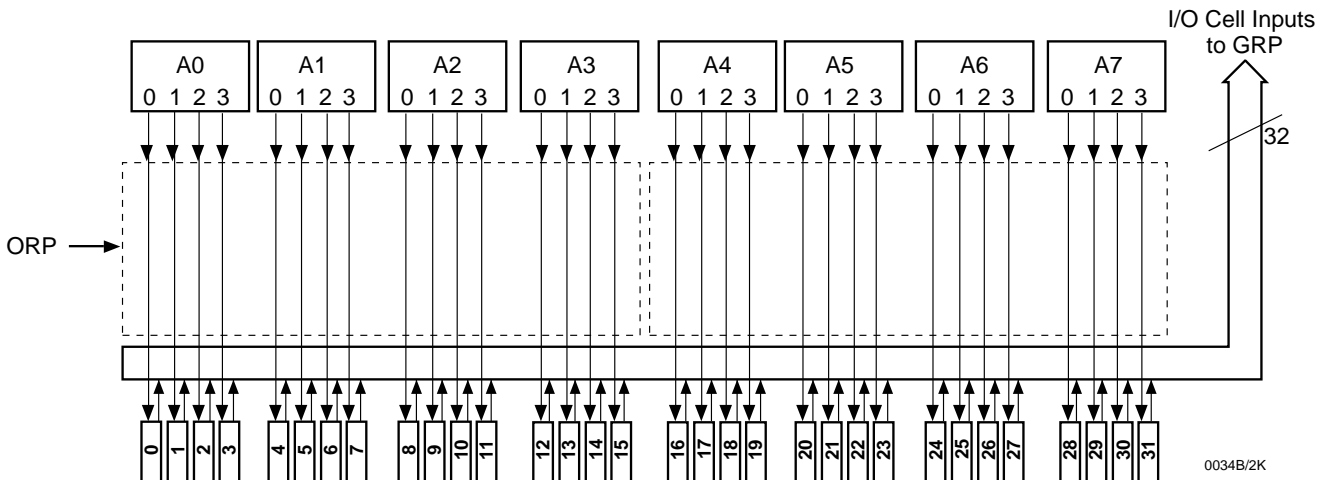 I/O Cell Inputs
to GRP
A0 A1 A2 A3 A4 A5 A6 A7
0 1 2 3 0 1 2 3 0 1 2 3 0 1 2 3 0 1 2 3 0 1 2 3 0 1 2 3 0 1 2 3
32
ORP
0 1 2 3 4 5 6 7 8 9 10 11 12 13 14 15 16 17 18 19 20 21 22 23 24 25 26 27 28 29 30 31
0034B/2K